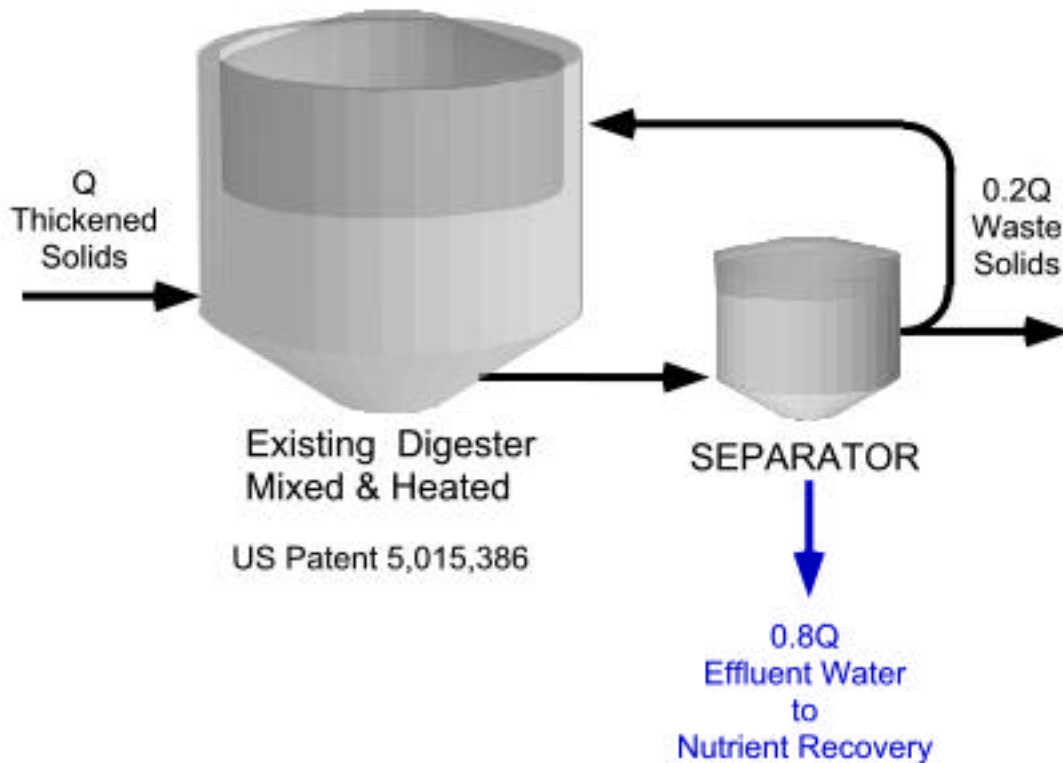 Q
Thickened
Solids
0.2Q
Waste
Solids
Existing Digester
Mixed & Heated
US Patent 5,015,386
SEPARATOR
0.8Q
Effluent Water
to
Nutrient Recovery